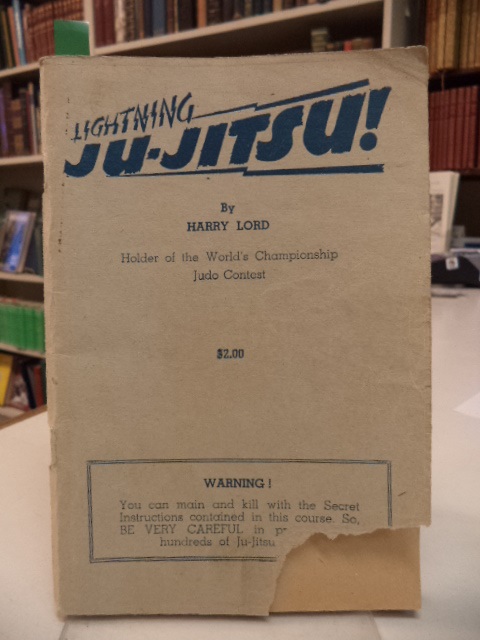 LIGHTNING
JU-JITSU!
By
HARRY LORD
Holder of the World's Championship
Judo Contest
$2.00
WARNING!
You can main and kill with the Secret
Instructions contained in this course. So,
BE VERY CAREFUL in
hundreds of Ju-Jitsu